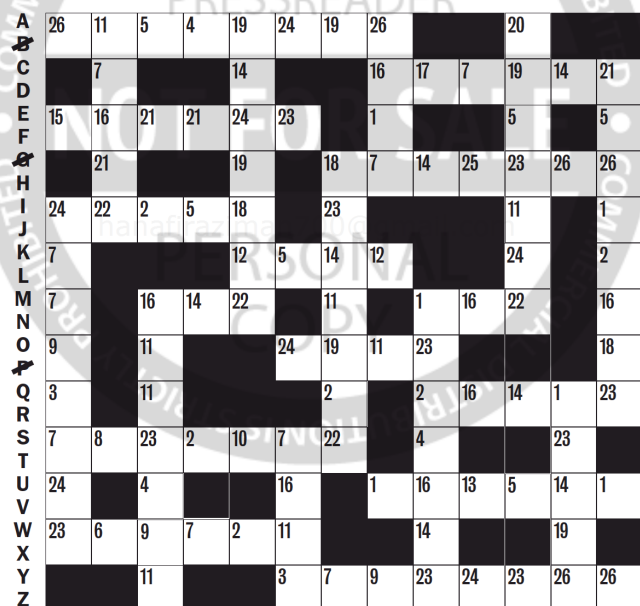 PRESSREADER
A 26 11 5 4 19 24 19 26 20
B
C 7 14 16 17 7 19 14 21
D
E 15 16 21 21 24 23 1 5 5
NOT FOR SALE
F
G 21 19 18 7 14 25 23 26 26
H
I 24 22 2 5 18 23 11 1
J
PERSONAL
K 7 12 5 14 12 24 2
L
M 7 16 14 22 11 1 16 22 16
COPY
N
O 9 11 24 19 11 23 18
P
Q 3 11 2 2 16 14 1 23
R
S 7 8 23 2 10 7 22 4 23
T
U 24 4 16 1 16 13 5 14 1
V
W 23 6 9 7 2 11 14 19
X
Y 11 3 7 9 23 24 23 26 26
Z
STRICTLY PROHIBITED
COMMERCIAL DISTRIBUTION